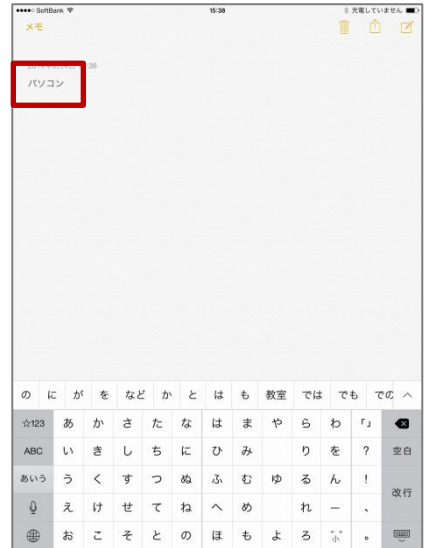 SoftBank 15:38 充電していません
メモ
パソコン
の に が を など か と は も 教室 では でも での
☆123 あ か さ た な は ま や ら わ 「」
ABC い き し ち に ひ み り を ? 空白
あいう う く す つ ぬ ふ む ゆ る ん !
え け せ て ね へ め れ ー 、 改行
お こ そ と の ほ も よ ろ 小 。